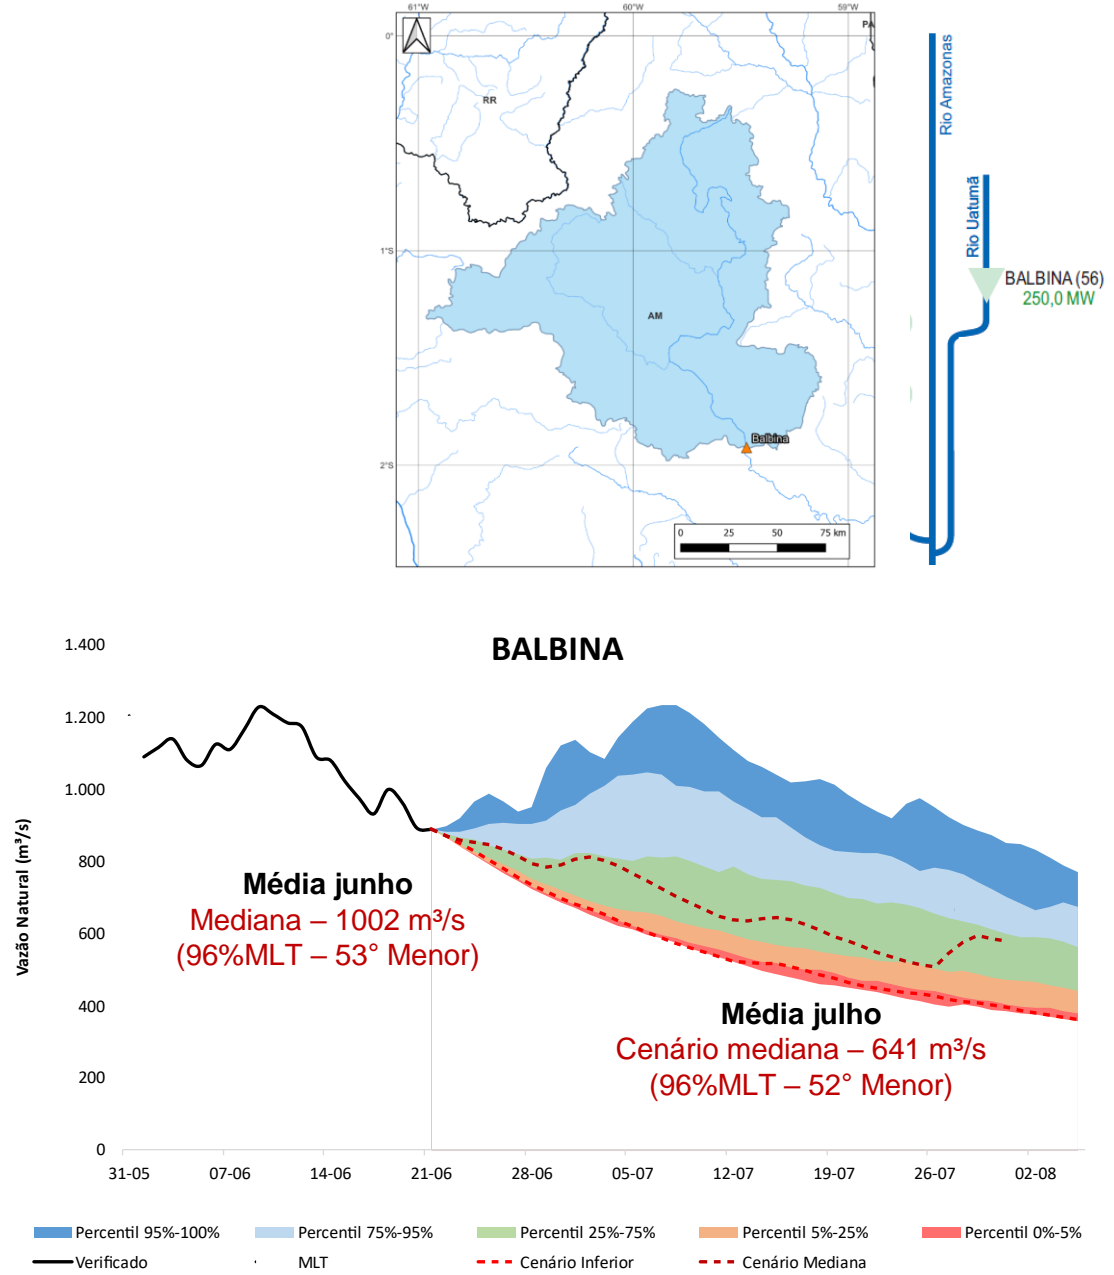 61°W
60°W
59°W
0°
1°S
2°S
PA
RR
AM
Balbina
0 25 50 75 km
Rio Amazonas
Rio Uatumã
BALBINA (56)
250,0 MW
BALBINA
Vazão Natural (m³/s)
1.400
1.200
1.000
800
600
400
200
0
Média junho
Mediana – 1002 m³/s
(96%MLT – 53° Menor)
Média julho
Cenário mediana – 641 m³/s
(96%MLT – 52° Menor)
31-05 07-06 14-06 21-06 28-06 05-07 12-07 19-07 26-07 02-08
Percentil 95%-100% Percentil 75%-95% Percentil 25%-75% Percentil 5%-25% Percentil 0%-5%
Verificado MLT Cenário Inferior Cenário Mediana